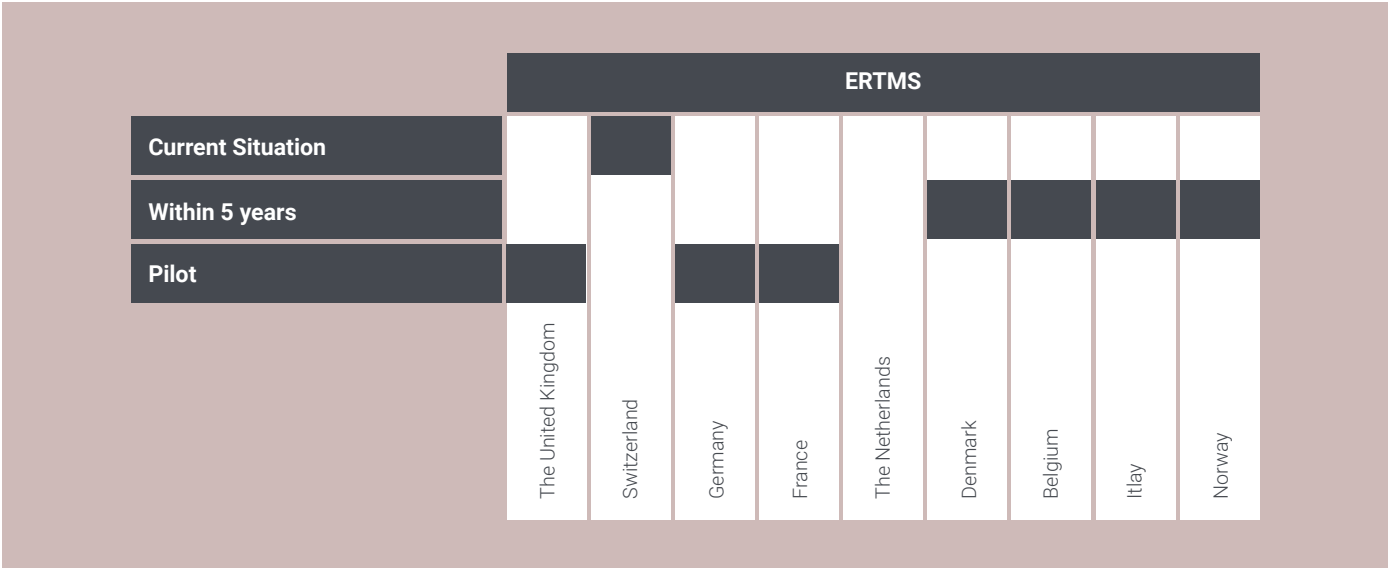 ERTMS
Current Situation
Within 5 years
Pilot
The United Kingdom
Switzerland
Germany
France
The Netherlands
Denmark
Belgium
Itlay
Norway